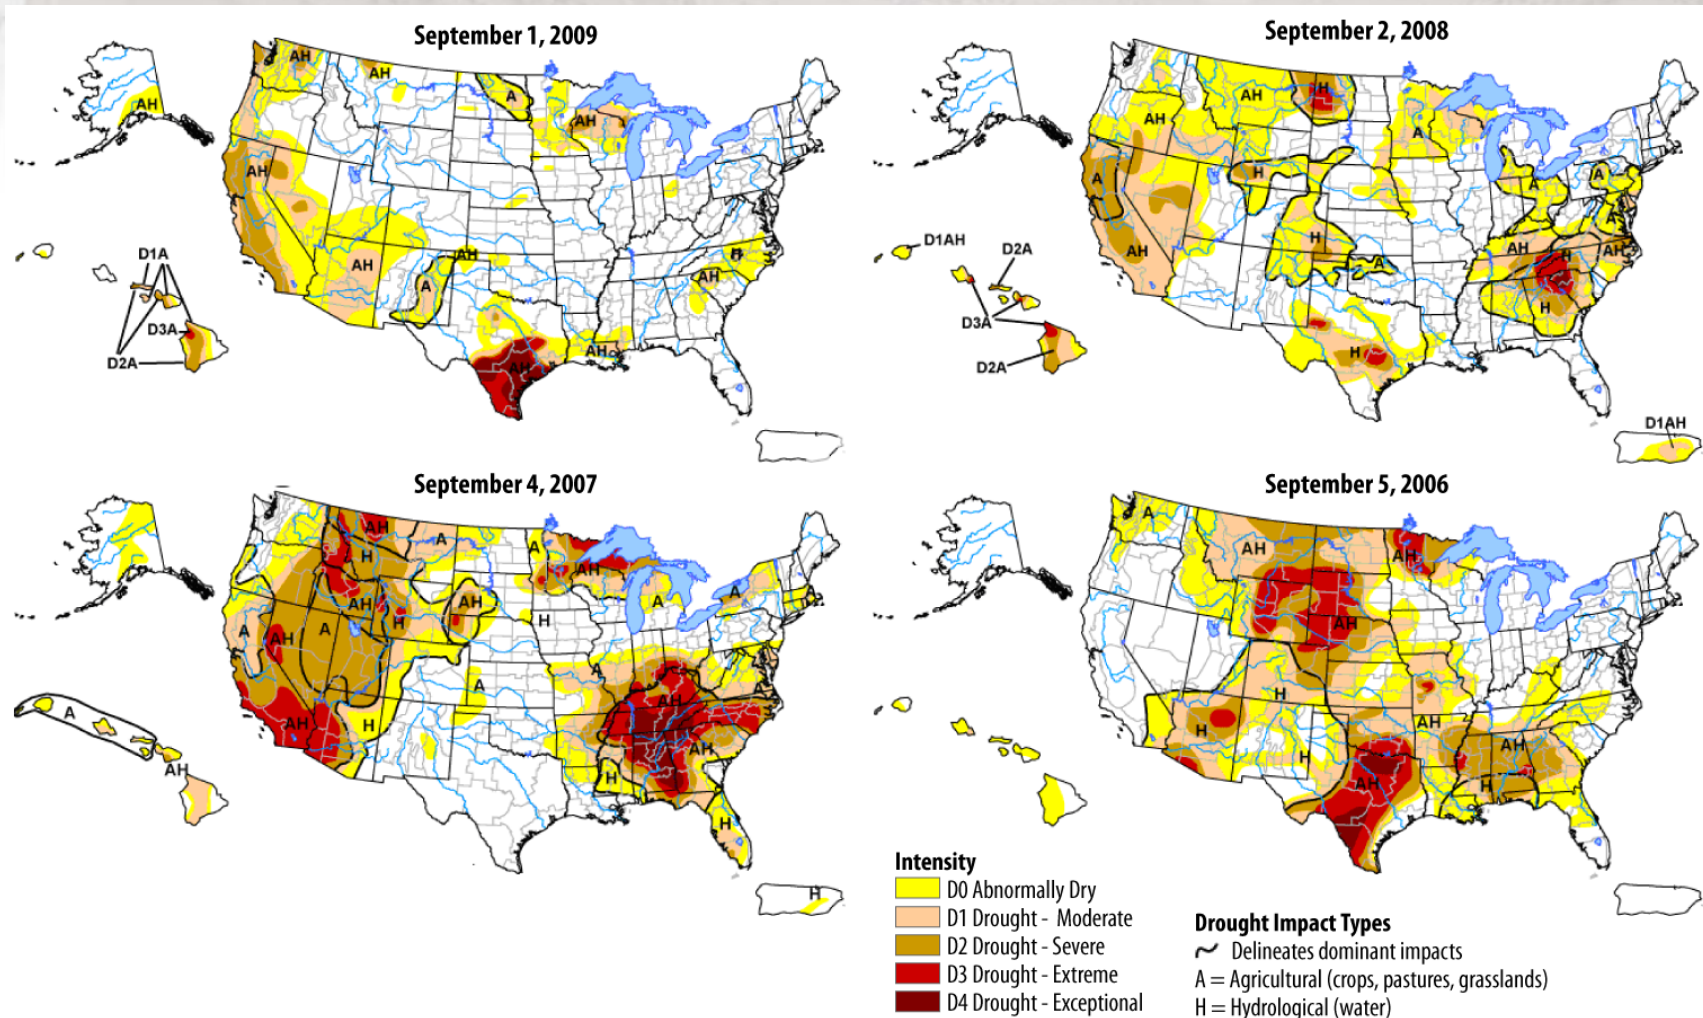 September 1, 2009
AH
AH
AH
A
AH
AH
AH
AH
A
H
AH
AH
D1A
D3A
D2A
AH
September 2, 2008
H
AH
AH
A
H
A
A
A
A
AH
H
AH
AH
H
A
H
H
D1AH
D2A
D3A
D2A
D1AH
September 4, 2007
AH
A
H
A
AH
AH
AH
A
A
A
H
H
A
A
AH
A
A
A
AH
AH
H
AH
H
H
A
AH
H
September 5, 2006
A
AH
AH
AH
H
AH
H
H
AH
AH
H
Intensity
D0 Abnormally Dry
D1 Drought - Moderate
D2 Drought - Severe
D3 Drought - Extreme
D4 Drought - Exceptional
Drought Impact Types
Delineates dominant impacts
A = Agricultural (crops, pastures, grasslands)
H = Hydrological (water)